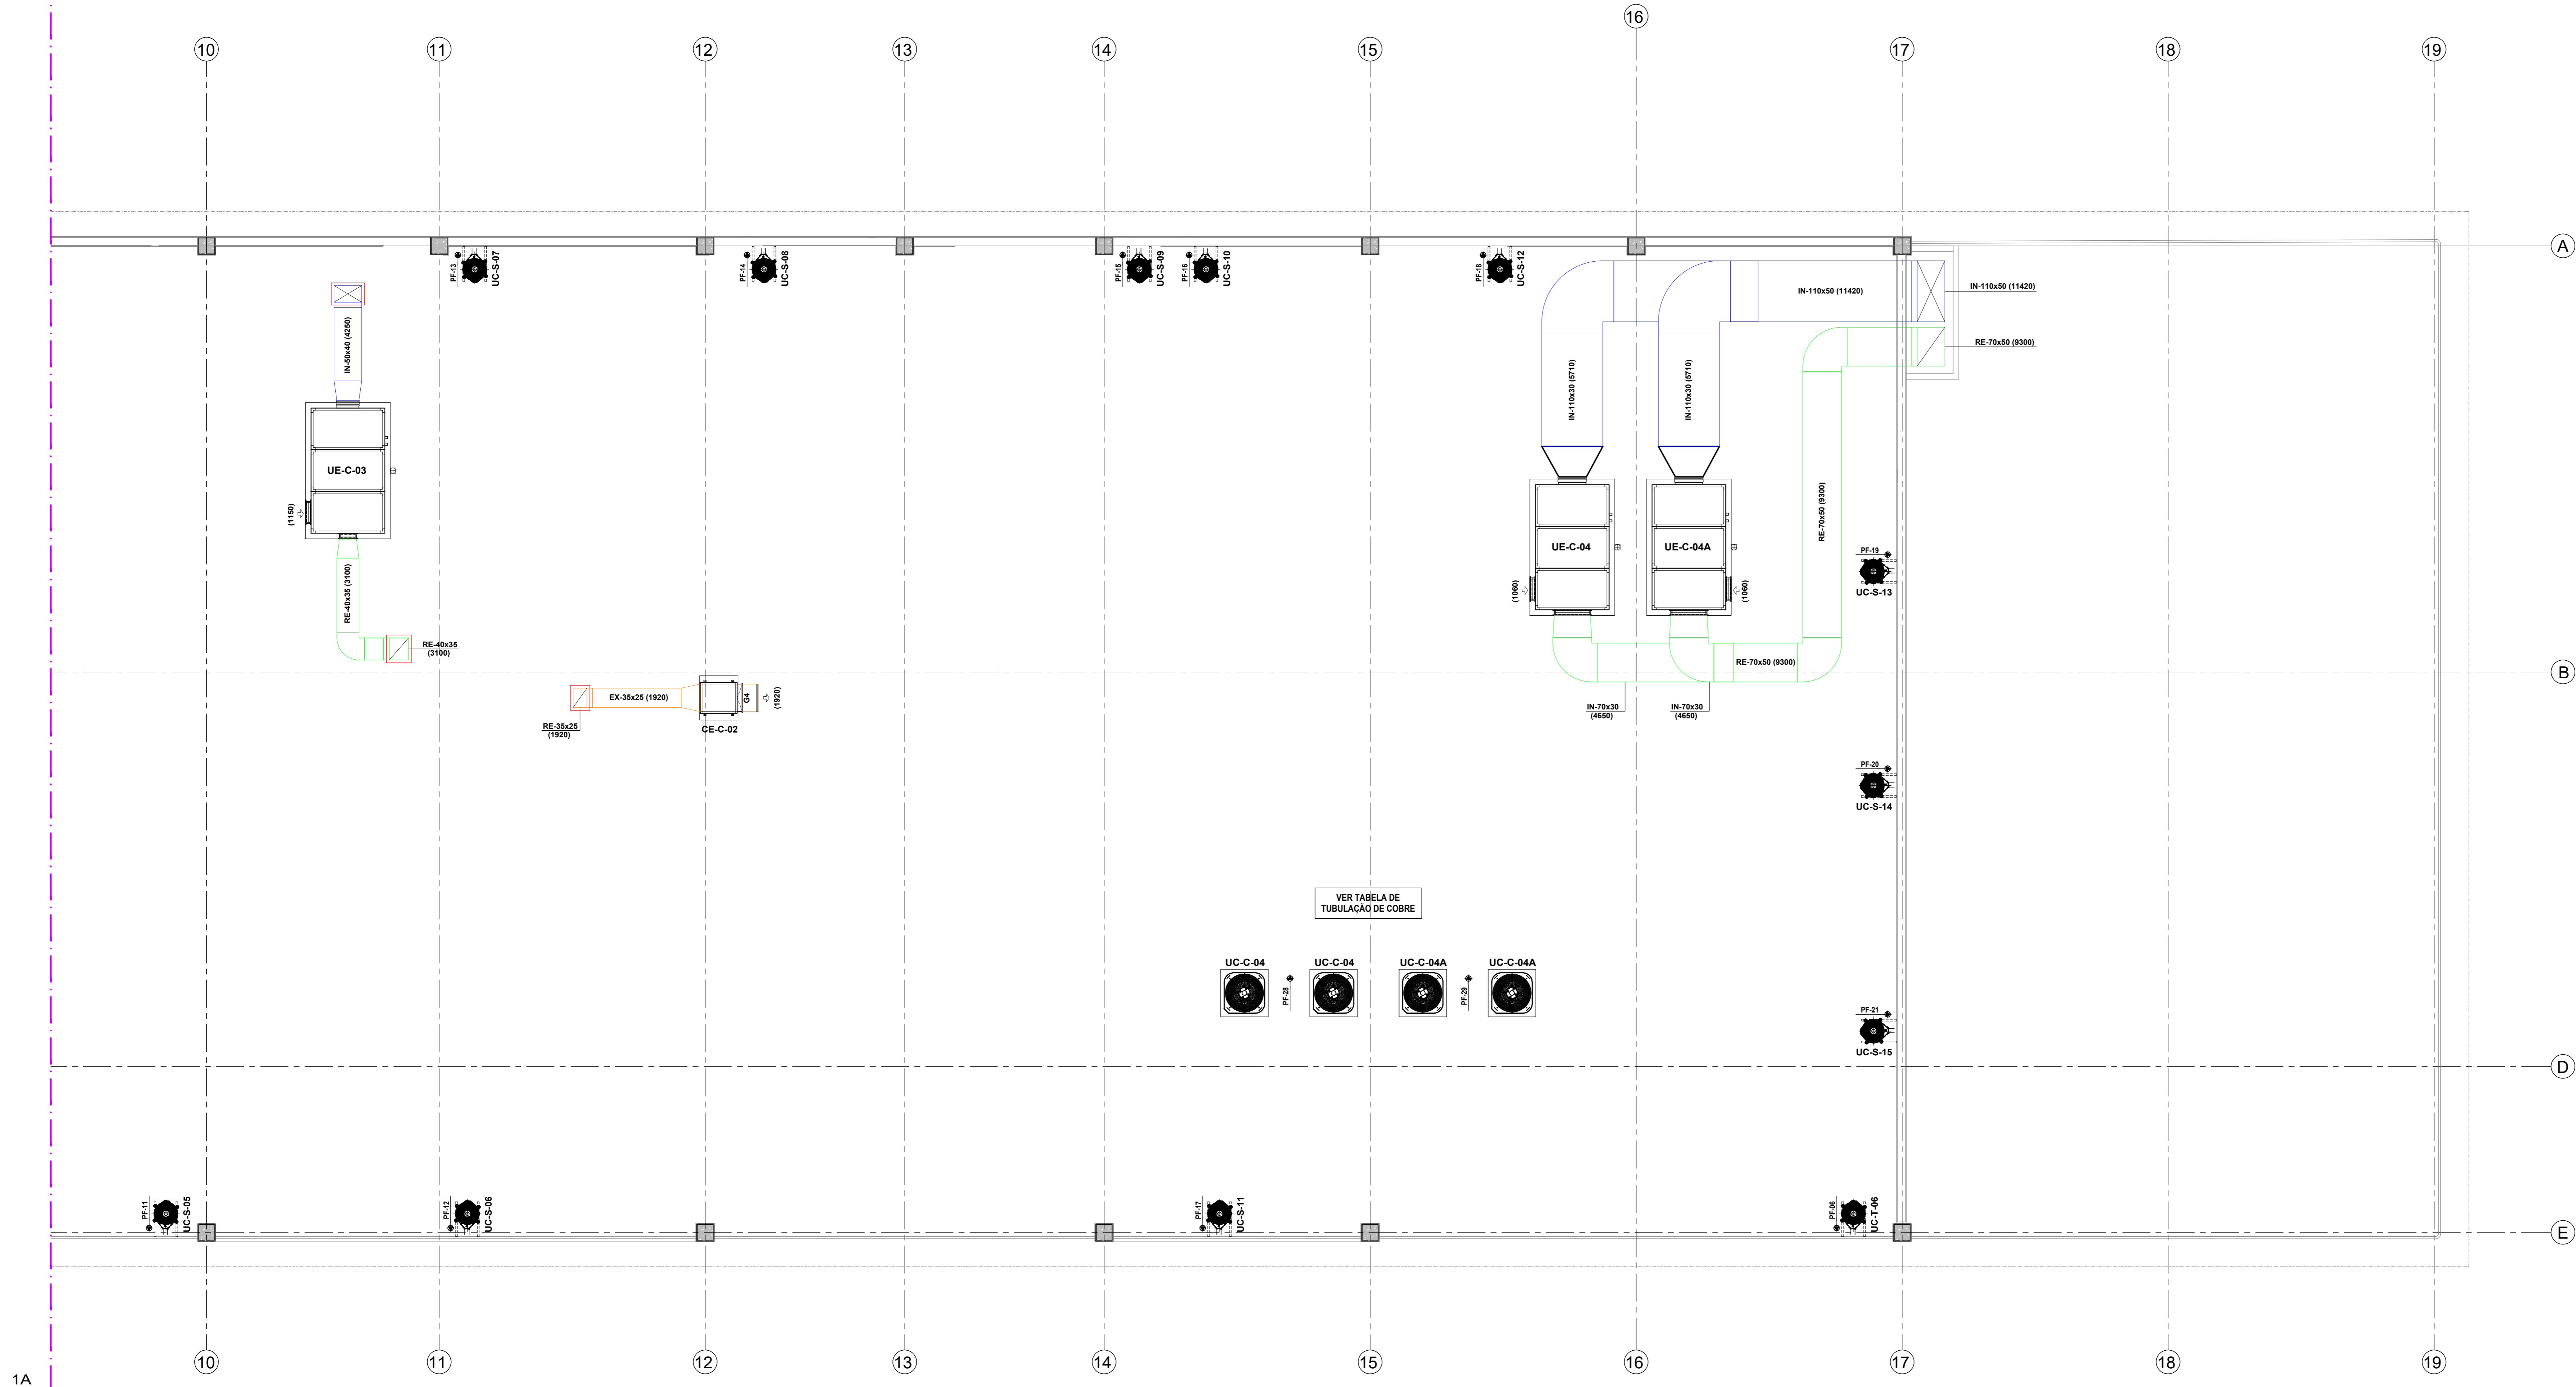 16
10
11
12
13
14
15
17
18
19
A
PF-13
UC-S-07
PF-14
UC-S-08
PF-15
UC-S-09
PF-16
UC-S-10
PF-18
UC-S-12
IN-110x50 (11420)
IN-110x50 (11420)
IN-50x40 (4250)
RE-70x50 (9300)
IN-110x30 (5710)
IN-110x30 (5710)
UE-C-03
(1150)
RE-70x50 (9300)
UE-C-04
UE-C-04A
(1060)
(1060)
PF-19
UC-S-13
RE-40x35 (3100)
RE-40x35
(3100)
RE-70x50 (9300)
B
EX-35x25 (1920)
G4
(1920)
RE-35x25
(1920)
CE-C-02
IN-70x30
(4650)
IN-70x30
(4650)
PF-20
UC-S-14
VER TABELA DE
TUBULAÇÃO DE COBRE
UC-C-04
PF-28
UC-C-04
UC-C-04A
PF-29
UC-C-04A
PF-21
UC-S-15
D
PF-11
UC-S-05
PF-12
UC-S-06
PF-17
UC-S-11
PF-06
UC-T-06
E
10
11
12
13
14
15
16
17
18
19
1A